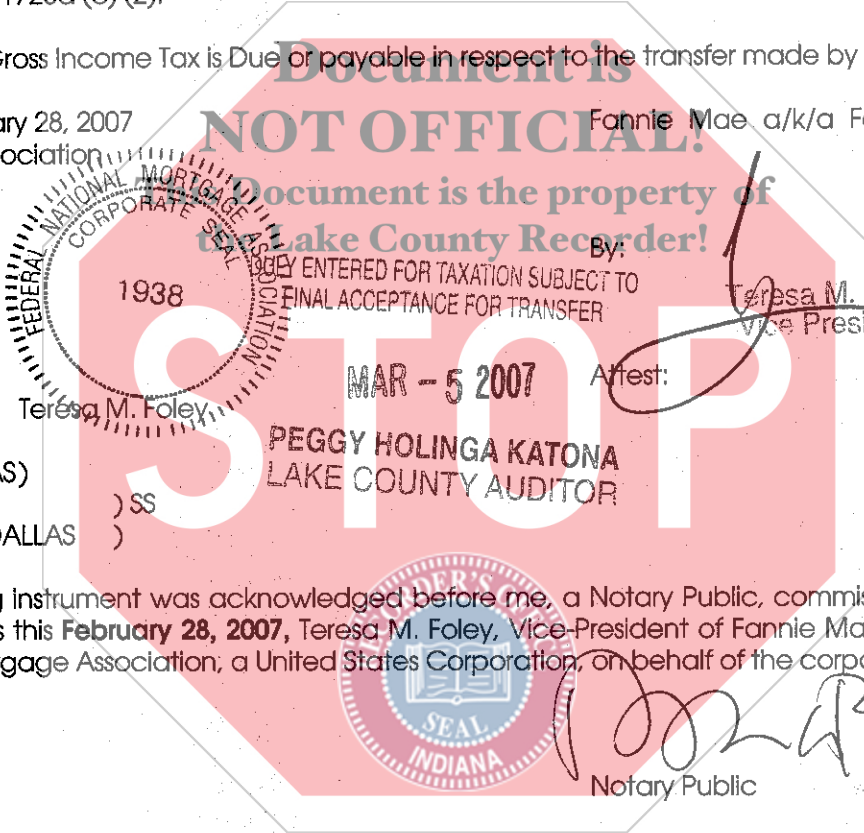 1723a (c) (2).
Gross Income Tax is Due or payable in respect to the transfer made by
Document is
ary 28, 2007
NOT OFFICIAL!
Fannie Mae a/k/a Fe
ociation
This Document is the property of
the Lake County Recorder!
FEDERAL NATIONAL MORTGAGE ASSOCIATION
CORPORATE SEAL
1938
By:
DULY ENTERED FOR TAXATION SUBJECT TO
FINAL ACCEPTANCE FOR TRANSFER
Teresa M.
Vice Presi
STOP
MAR - 5 2007
Attest:
Teresa M. Foley
PEGGY HOLINGA KATONA
LAKE COUNTY AUDITOR
AS)
) SS
DALLAS )
g instrument was acknowledged before me, a Notary Public, commis
s this February 28, 2007, Teresa M. Foley, Vice-President of Fannie Ma
gage Association, a United States Corporation, on behalf of the corpo
RECORDER'S OFFICE
SEAL
INDIANA
Notary Public